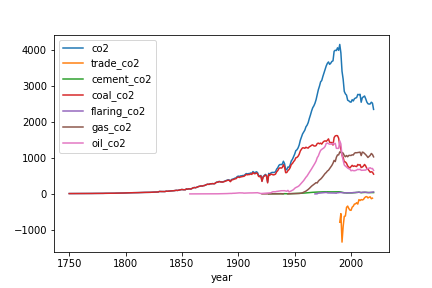 co2
trade_co2
cement_co2
coal_co2
flaring_co2
gas_co2
oil_co2
4000
3000
2000
1000
0
−1000
1750 1800 1850 1900 1950 2000
year